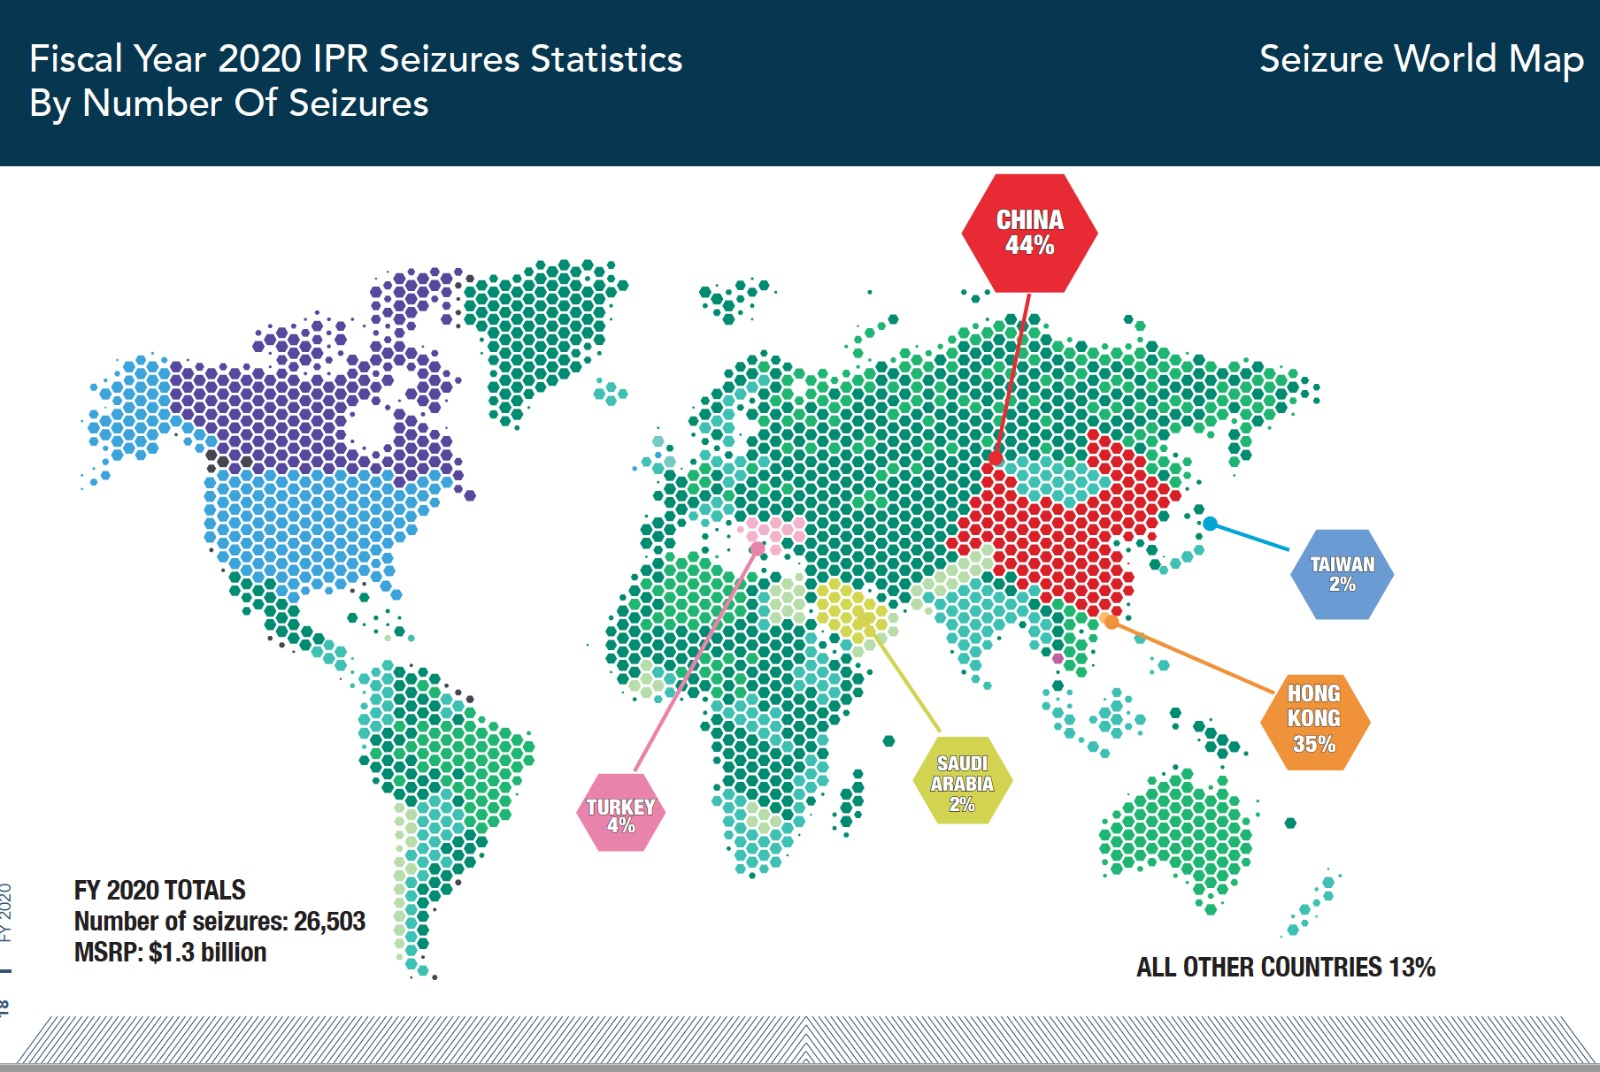 Fiscal Year 2020 IPR Seizures Statistics
By Number Of Seizures
Seizure World Map
CHINA
44%
TAIWAN
2%
HONG
KONG
35%
SAUDI
ARABIA
2%
TURKEY
4%
FY 2020 TOTALS
Number of seizures: 26,503
MSRP: $1.3 billion
ALL OTHER COUNTRIES 13%
18 | FY 2020